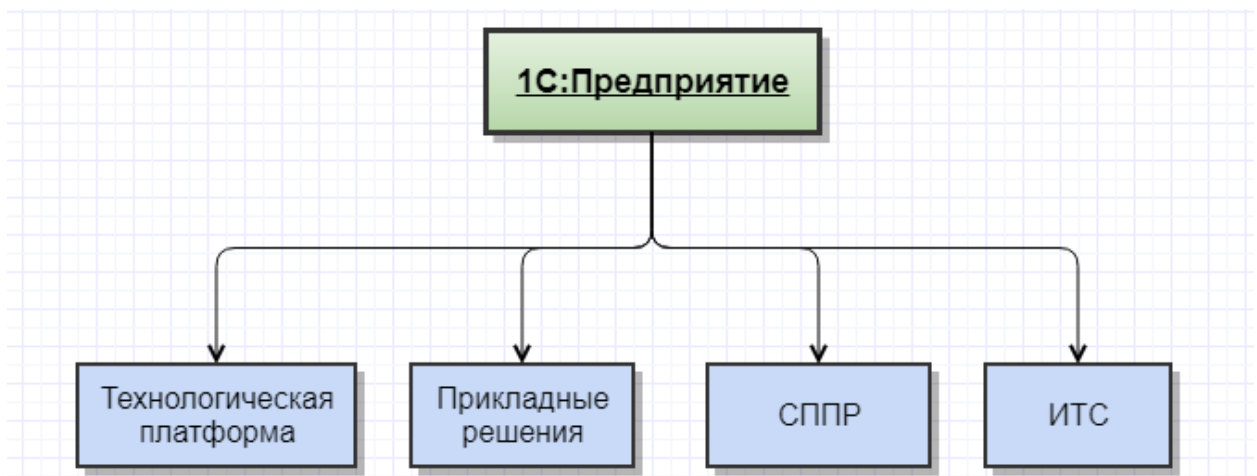 1С:Предприятие
Технологическая
платформа
Прикладные
решения
СППР
ИТС